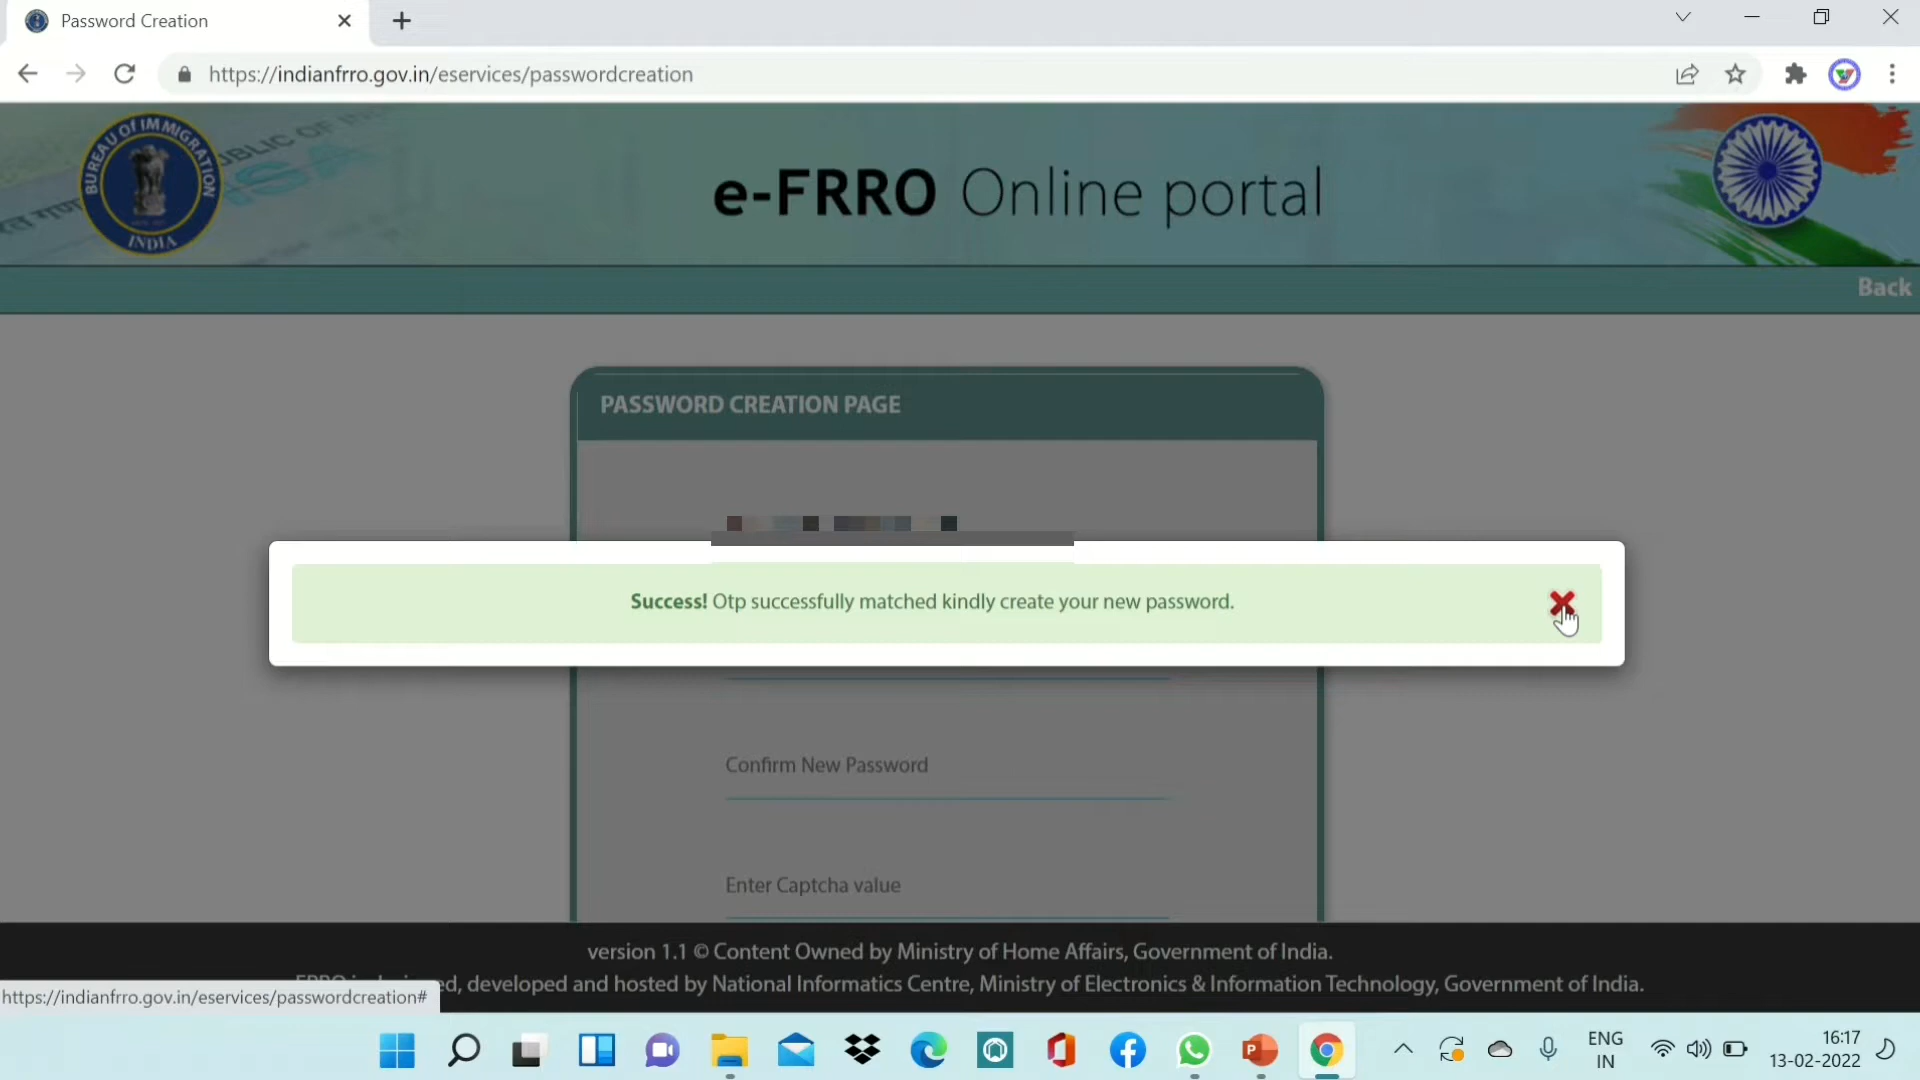 Password Creation
https://indianfrro.gov.in/eservices/passwordcreation
BUREAU OF IMMIGRATION
INDIA
e-FRRO Online portal
Back
PASSWORD CREATION PAGE
Success! Otp successfully matched kindly create your new password.
Confirm New Password
Enter Captcha value
version 1.1 © Content Owned by Ministry of Home Affairs, Government of India.
ed, developed and hosted by National Informatics Centre, Ministry of Electronics & Information Technology, Government of India.
https://indianfrro.gov.in/eservices/passwordcreation#
ENG
IN
16:17
13-02-2022